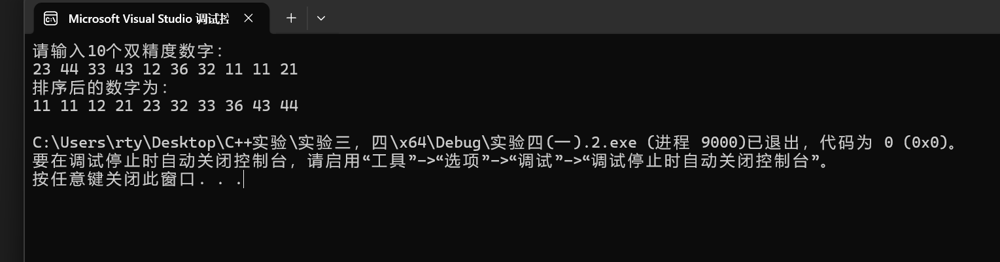 Microsoft Visual Studio 调试控
请输入10个双精度数字:
23 44 33 43 12 36 32 11 11 21
排序后的数字为:
11 11 12 21 23 32 33 36 43 44
C:\Users\rty\Desktop\C++实验\实验三, 四\x64\Debug\实验四(一).2.exe (进程 9000)已退出，代码为 0 (0x0)。
要在调试停止时自动关闭控制台，请启用“工具”->“选项”->“调试”->“调试停止时自动关闭控制台”。
按任意键关闭此窗口. . .